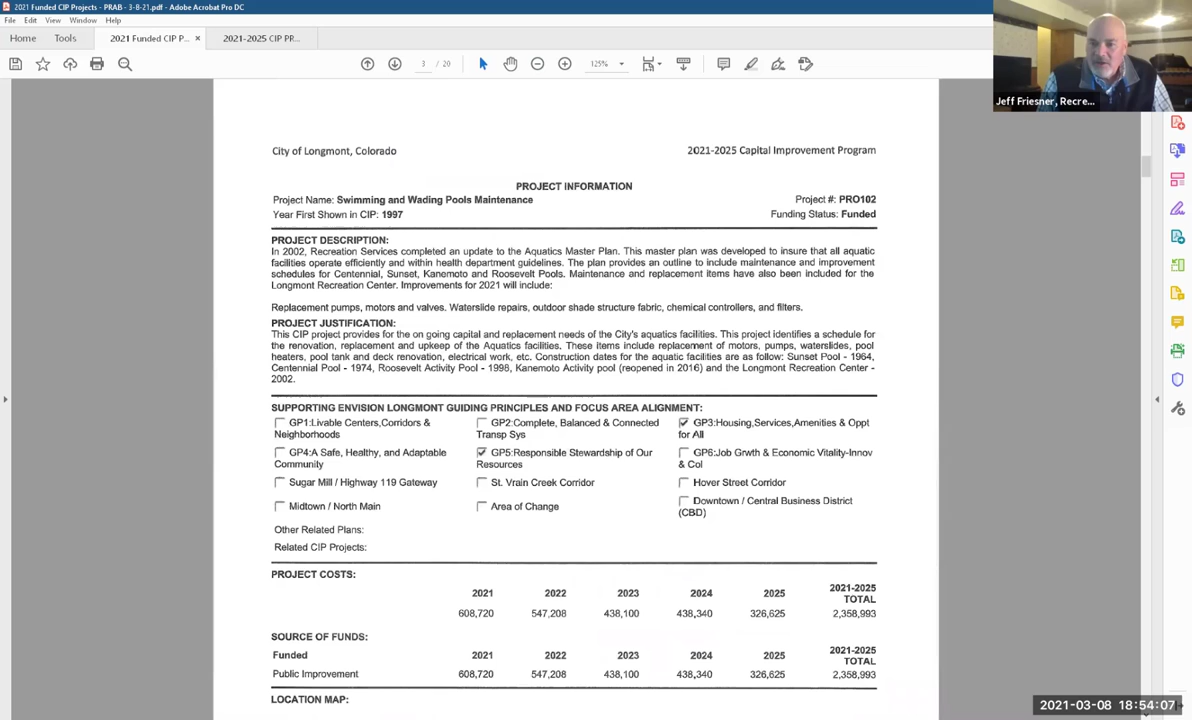 2021 Funded CIP Projects - PRAB - 3-8-21.pdf - Adobe Acrobat Pro DC
File Edit View Window Help
Home Tools 2021 Funded CIP P... × 2021-2025 CIP PR...
3 / 20 125%
Jeff Friesner, Recre...
City of Longmont, Colorado 2021-2025 Capital Improvement Program
PROJECT INFORMATION
Project Name: Swimming and Wading Pools Maintenance Project #: PRO102
Year First Shown in CIP: 1997 Funding Status: Funded
PROJECT DESCRIPTION:
In 2002, Recreation Services completed an update to the Aquatics Master Plan. This master plan was developed to insure that all aquatic
facilities operate efficiently and within health department guidelines. The plan provides an outline to include maintenance and improvement
schedules for Centennial, Sunset, Kanemoto and Roosevelt Pools. Maintenance and replacement items have also been included for the
Longmont Recreation Center. Improvements for 2021 will include:
Replacement pumps, motors and valves. Waterslide repairs, outdoor shade structure fabric, chemical controllers, and filters.
PROJECT JUSTIFICATION:
This CIP project provides for the on going capital and replacement needs of the City's aquatics facilities. This project identifies a schedule for
the renovation, replacement and upkeep of the Aquatics facilities. These items include replacement of motors, pumps, waterslides, pool
heaters, pool tank and deck renovation, electrical work, etc. Construction dates for the aquatic facilities are as follow: Sunset Pool - 1964,
Centennial Pool - 1974, Roosevelt Activity Pool - 1998, Kanemoto Activity pool (reopened in 2016) and the Longmont Recreation Center -
2002.
SUPPORTING ENVISION LONGMONT GUIDING PRINCIPLES AND FOCUS AREA ALIGNMENT:
GP1:Livable Centers,Corridors & GP2:Complete, Balanced & Connected GP3:Housing,Services,Amenities & Oppt
Neighborhoods Transp Sys for All
GP4:A Safe, Healthy, and Adaptable GP5:Responsible Stewardship of Our GP6:Job Grwth & Economic Vitality-Innov
Community Resources & Col
Sugar Mill / Highway 119 Gateway St. Vrain Creek Corridor Hover Street Corridor
Midtown / North Main Area of Change Downtown / Central Business District
(CBD)
Other Related Plans:
Related CIP Projects:
PROJECT COSTS:
2021 2022 2023 2024 2025 2021-2025
TOTAL
608,720 547,208 438,100 438,340 326,625 2,358,993
SOURCE OF FUNDS:
Funded 2021 2022 2023 2024 2025 2021-2025
TOTAL
Public Improvement 608,720 547,208 438,100 438,340 326,625 2,358,993
LOCATION MAP:
2021-03-08 18:54:07